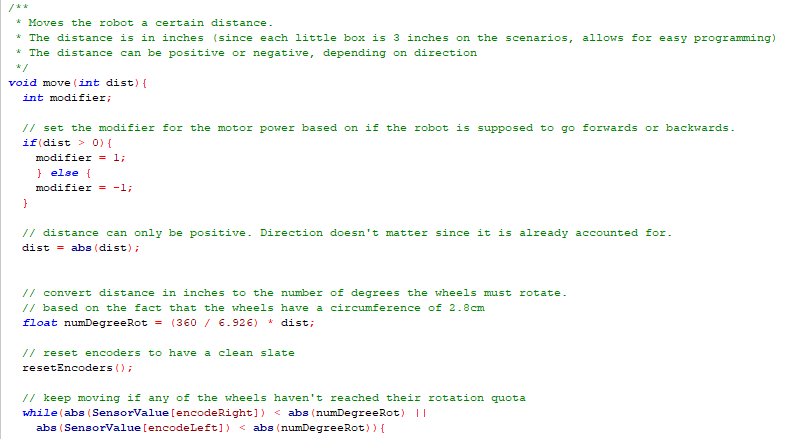 /**
* Moves the robot a certain distance.
* The distance is in inches (since each little box is 3 inches on the scenarios, allows for easy programming)
* The distance can be positive or negative, depending on direction
*/
void move(int dist){
int modifier;
// set the modifier for the motor power based on if the robot is supposed to go forwards or backwards.
if(dist > 0){
modifier = 1;
} else {
modifier = -1;
}
// distance can only be positive. Direction doesn't matter since it is already accounted for.
dist = abs(dist);
// convert distance in inches to the number of degrees the wheels must rotate.
// based on the fact that the wheels have a circumference of 2.8cm
float numDegreeRot = (360 / 6.926) * dist;
// reset encoders to have a clean slate
resetEncoders();
// keep moving if any of the wheels haven't reached their rotation quota
while(abs(SensorValue[encodeRight]) < abs(numDegreeRot) ||
abs(SensorValue[encodeLeft]) < abs(numDegreeRot)){